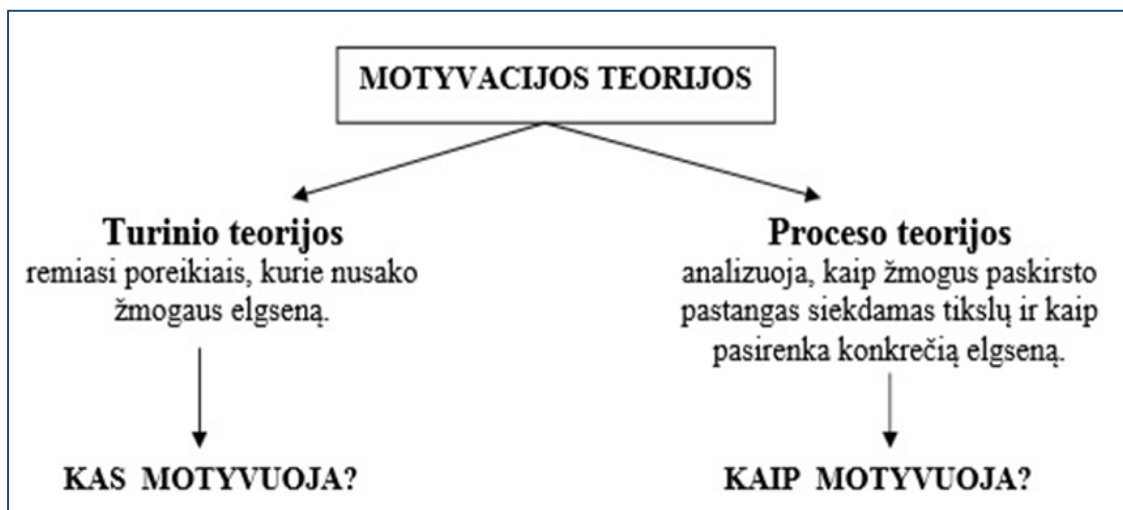 MOTYVACIJOS TEORIJOS
Turinio teorijos
remiasi poreikiais, kurie nusako
žmogaus elgseną.
KAS MOTYVUOJA?
Proceso teorijos
analizuoja, kaip žmogus paskirsto
pastangas siekdamas tikslų ir kaip
pasirenka konkrečią elgseną.
KAIP MOTYVUOJA?